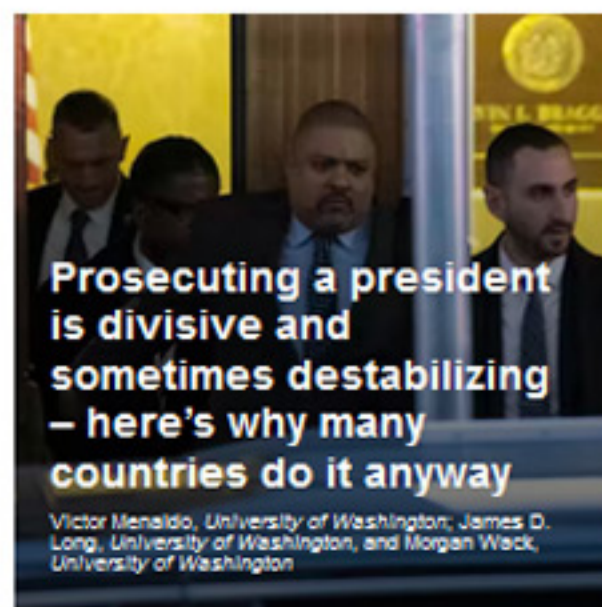 Prosecuting a president
is divisive and
sometimes destabilizing
– here’s why many
countries do it anyway
Victor Menaldo, University of Washington; James D.
Long, University of Washington, and Morgan Wack,
University of Washington